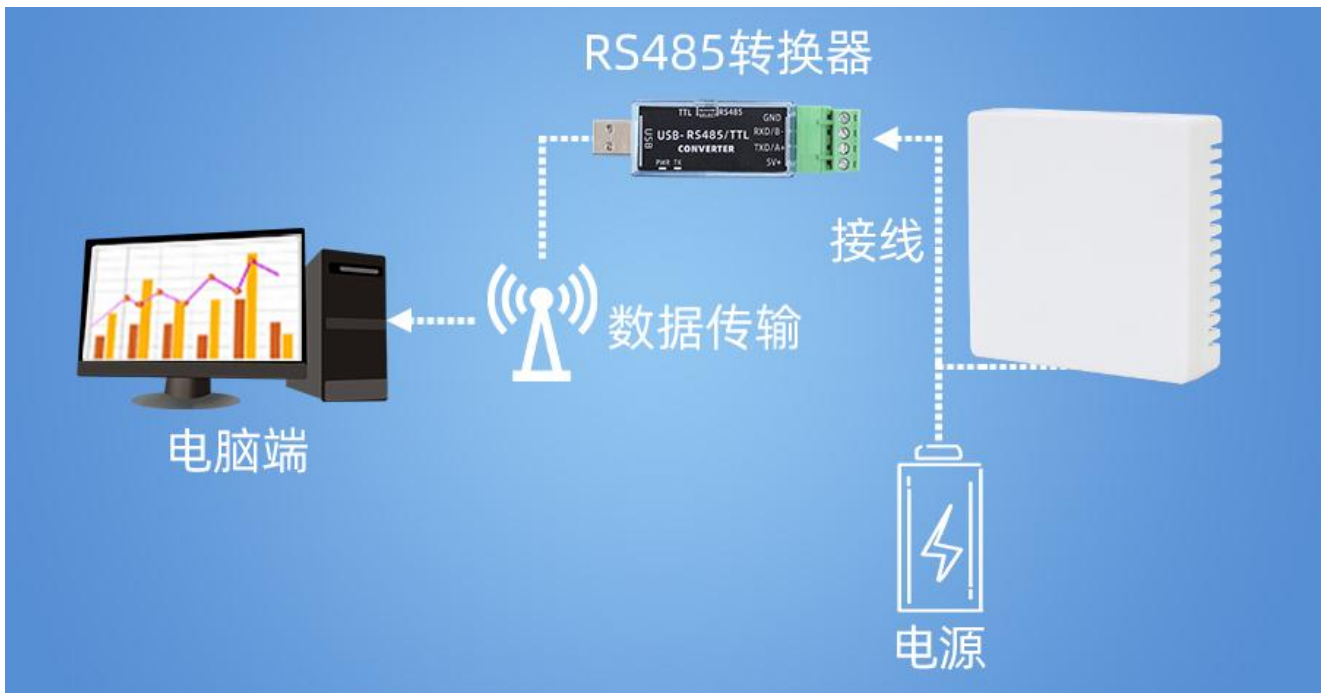 RS485转换器
TTL SELECT RS485
GND
USB
USB-RS485/TTL
RXD/B-
CONVERTER
TXD/A+
PWR TX
5V+
接线
数据传输
电脑端
电源